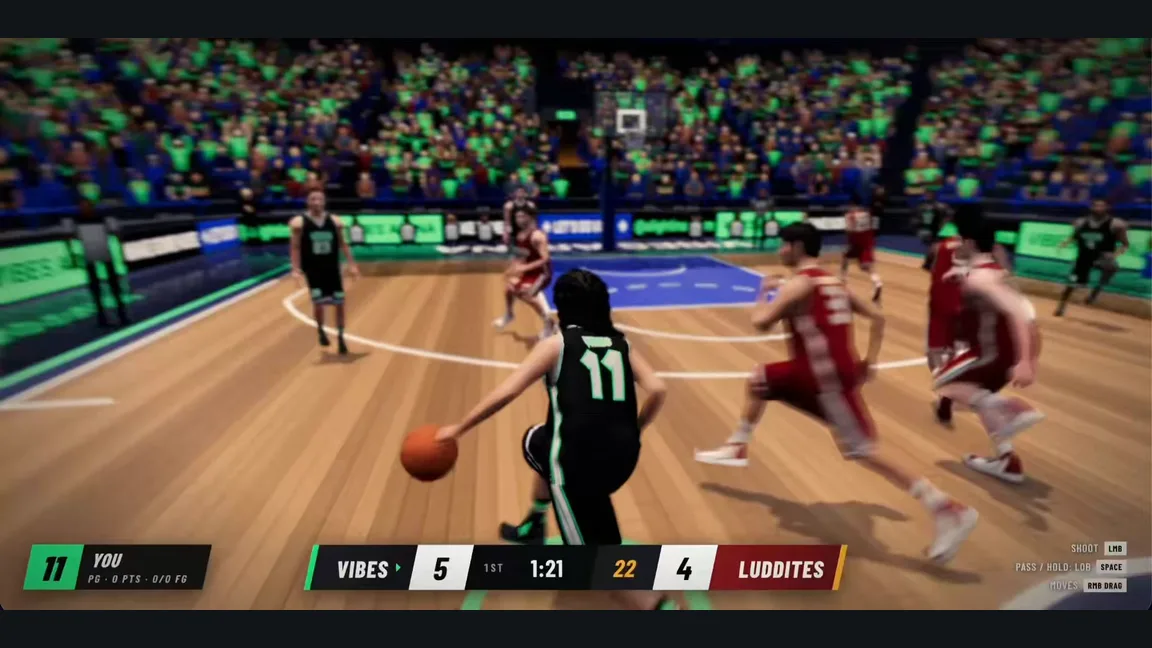 11
11
YOU
PG · 0 PTS · 0/0 FG
VIBES
5
1ST
1:21
22
4
LUDDITES
SHOOT LMB
PASS / HOLD: LOB SPACE
MOVES RMB DRAG